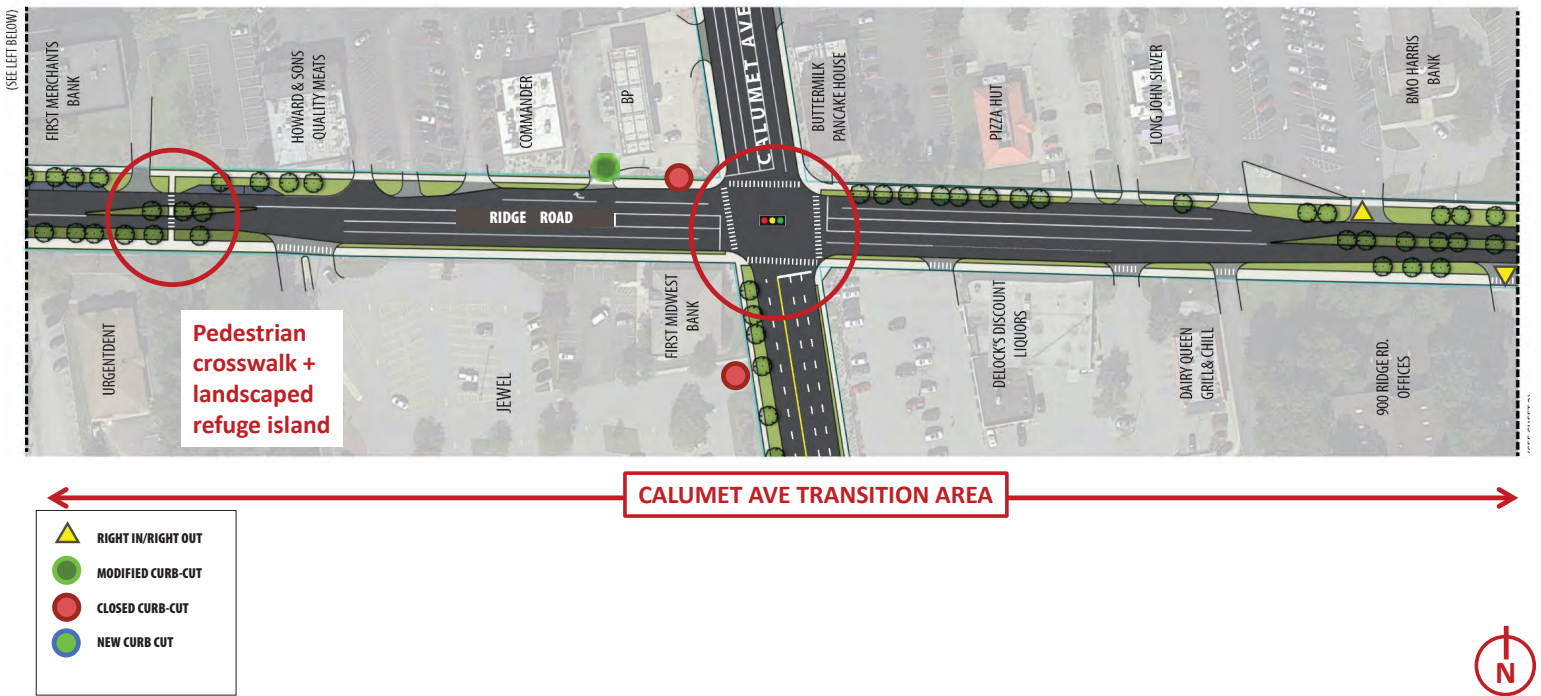 (SEE LEFT BELOW)
FIRST MERCHANTS
BANK
HOWARD & SONS
QUALITY MEATS
COMMANDER
BP
CALUMET AVE
BUTTERMILK
PANCAKE HOUSE
PIZZA HUT
LONG JOHN SILVER
BMO HARRIS
BANK
RIDGE ROAD
URGENTDENT
Pedestrian
crosswalk +
landscaped
refuge island
JEWEL
FIRST MIDWEST
BANK
DELOCK'S DISCOUNT
LIQUORS
DAIRY QUEEN
GRILL & CHILL
900 RIDGE RD.
OFFICES
CALUMET AVE TRANSITION AREA
RIGHT IN/RIGHT OUT
MODIFIED CURB-CUT
CLOSED CURB-CUT
NEW CURB CUT
N